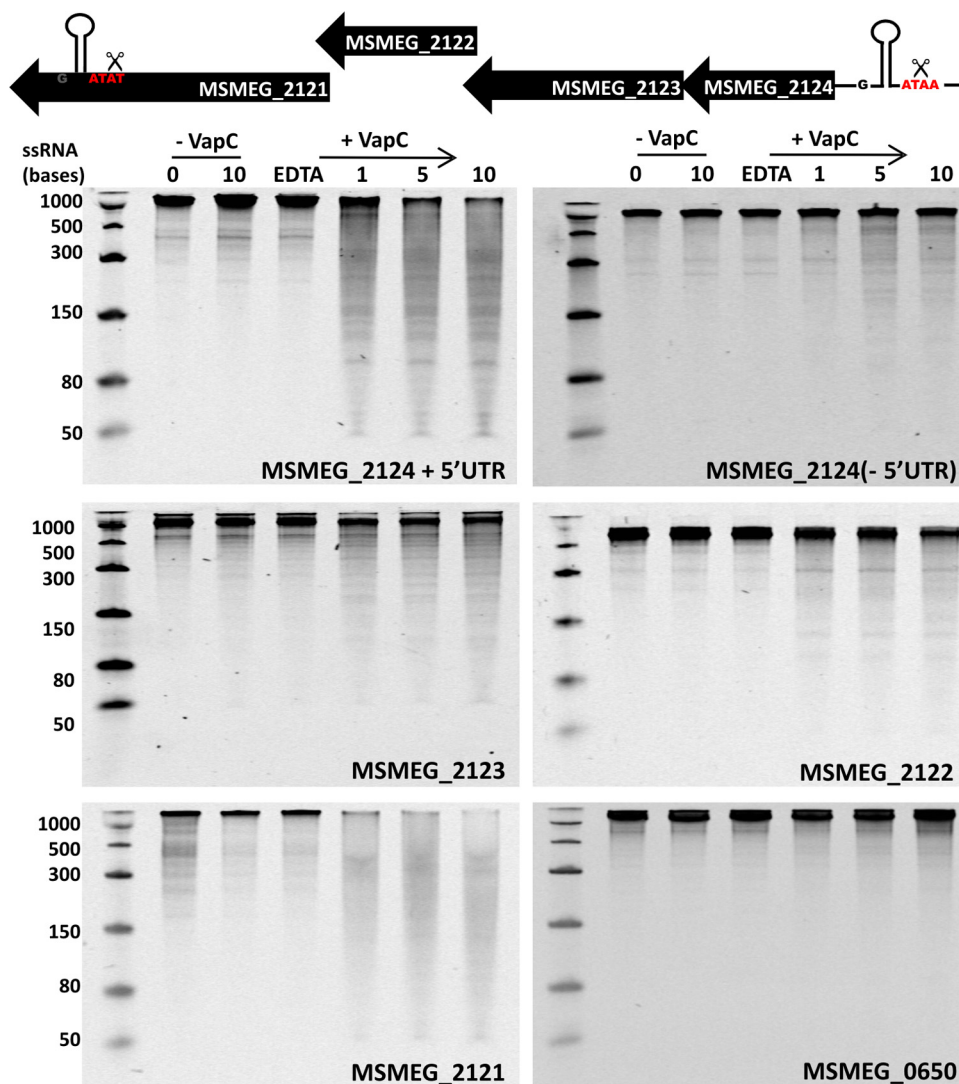 MSMEG_2122
G ATAT MSMEG_2121 MSMEG_2123 MSMEG_2124 G ATAA
ssRNA (bases) - VapC + VapC
0 10 EDTA 1 5 10
- VapC + VapC
0 10 EDTA 1 5 10
1000
500
300
150
80
50
MSMEG_2124 + 5’UTR
MSMEG_2124(- 5’UTR)
1000
500
300
150
80
50
MSMEG_2123
MSMEG_2122
1000
500
300
150
80
50
MSMEG_2121
MSMEG_0650